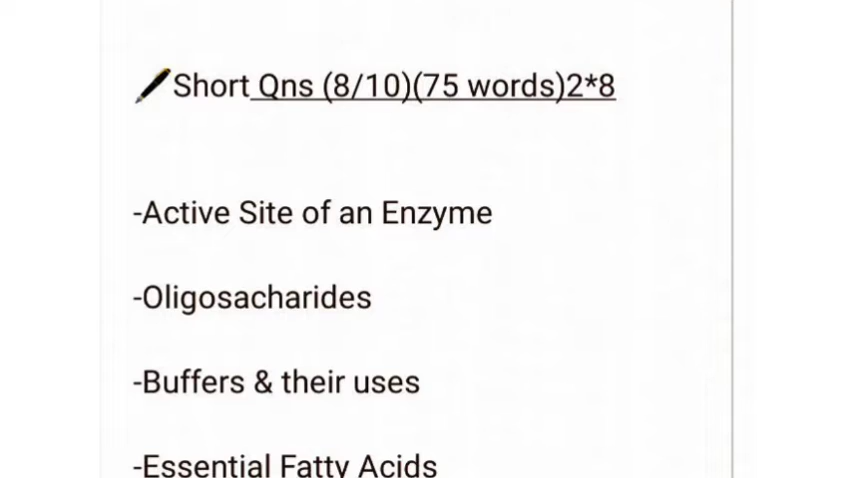 Short Qns (8/10)(75 words)2*8
-Active Site of an Enzyme
-Oligosacharides
-Buffers & their uses
-Essential Fatty Acids